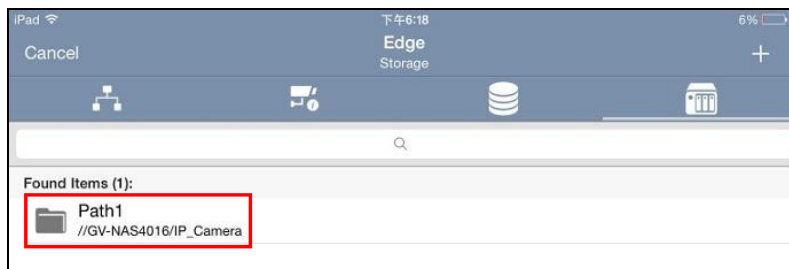 iPad 下午6:18 6%
Cancel Edge
Storage
Found Items (1):
Path1
//GV-NAS4016/IP_Camera